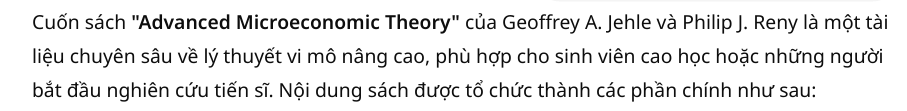 Cuốn sách "Advanced Microeconomic Theory" của Geoffrey A. Jehle và Philip J. Reny là một tài
liệu chuyên sâu về lý thuyết vi mô nâng cao, phù hợp cho sinh viên cao học hoặc những người
bắt đầu nghiên cứu tiến sĩ. Nội dung sách được tổ chức thành các phần chính như sau: